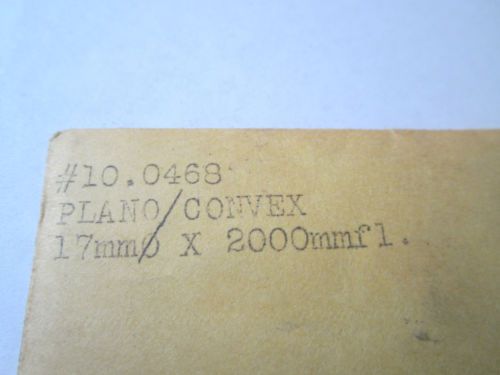 #10.0468
PLANO/CONVEX
17mmø X 2000mmfl.